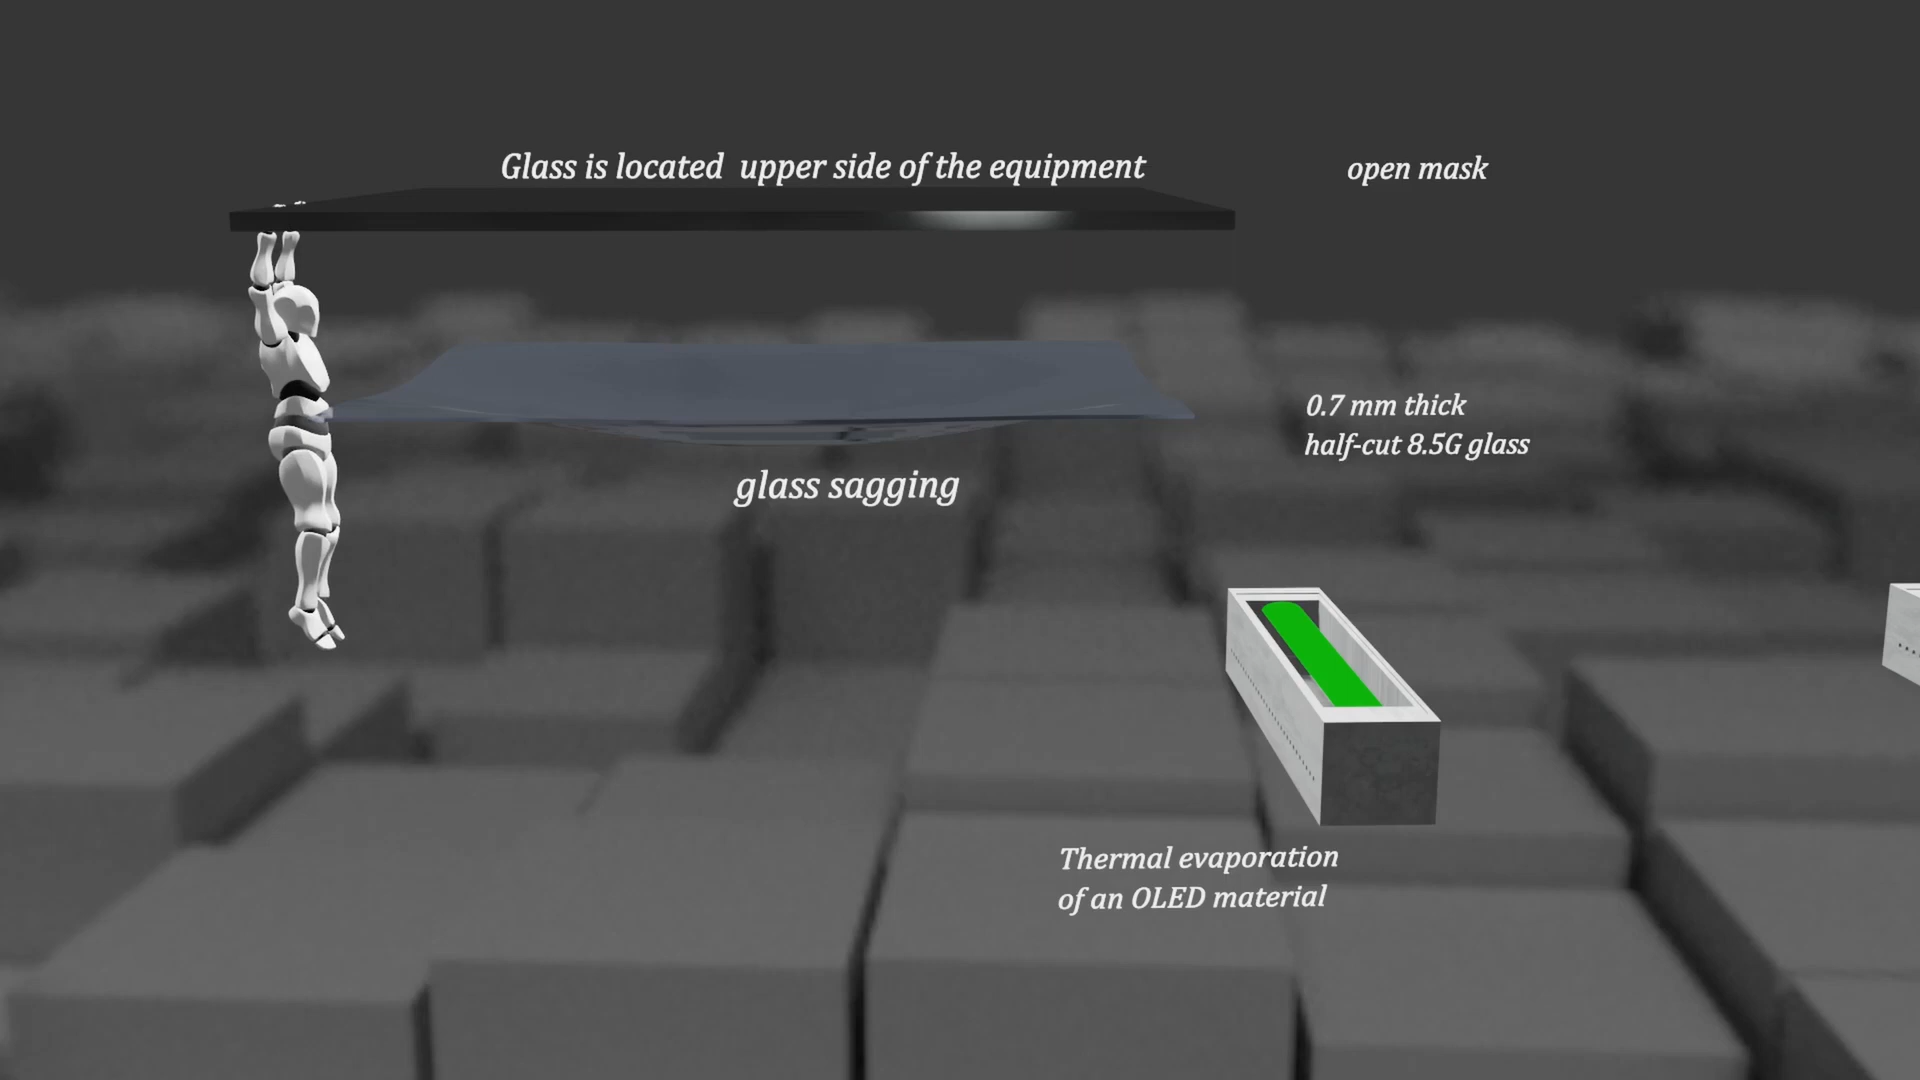 Glass is located upper side of the equipment
open mask
0.7 mm thick
half-cut 8.5G glass
glass sagging
Thermal evaporation
of an OLED material